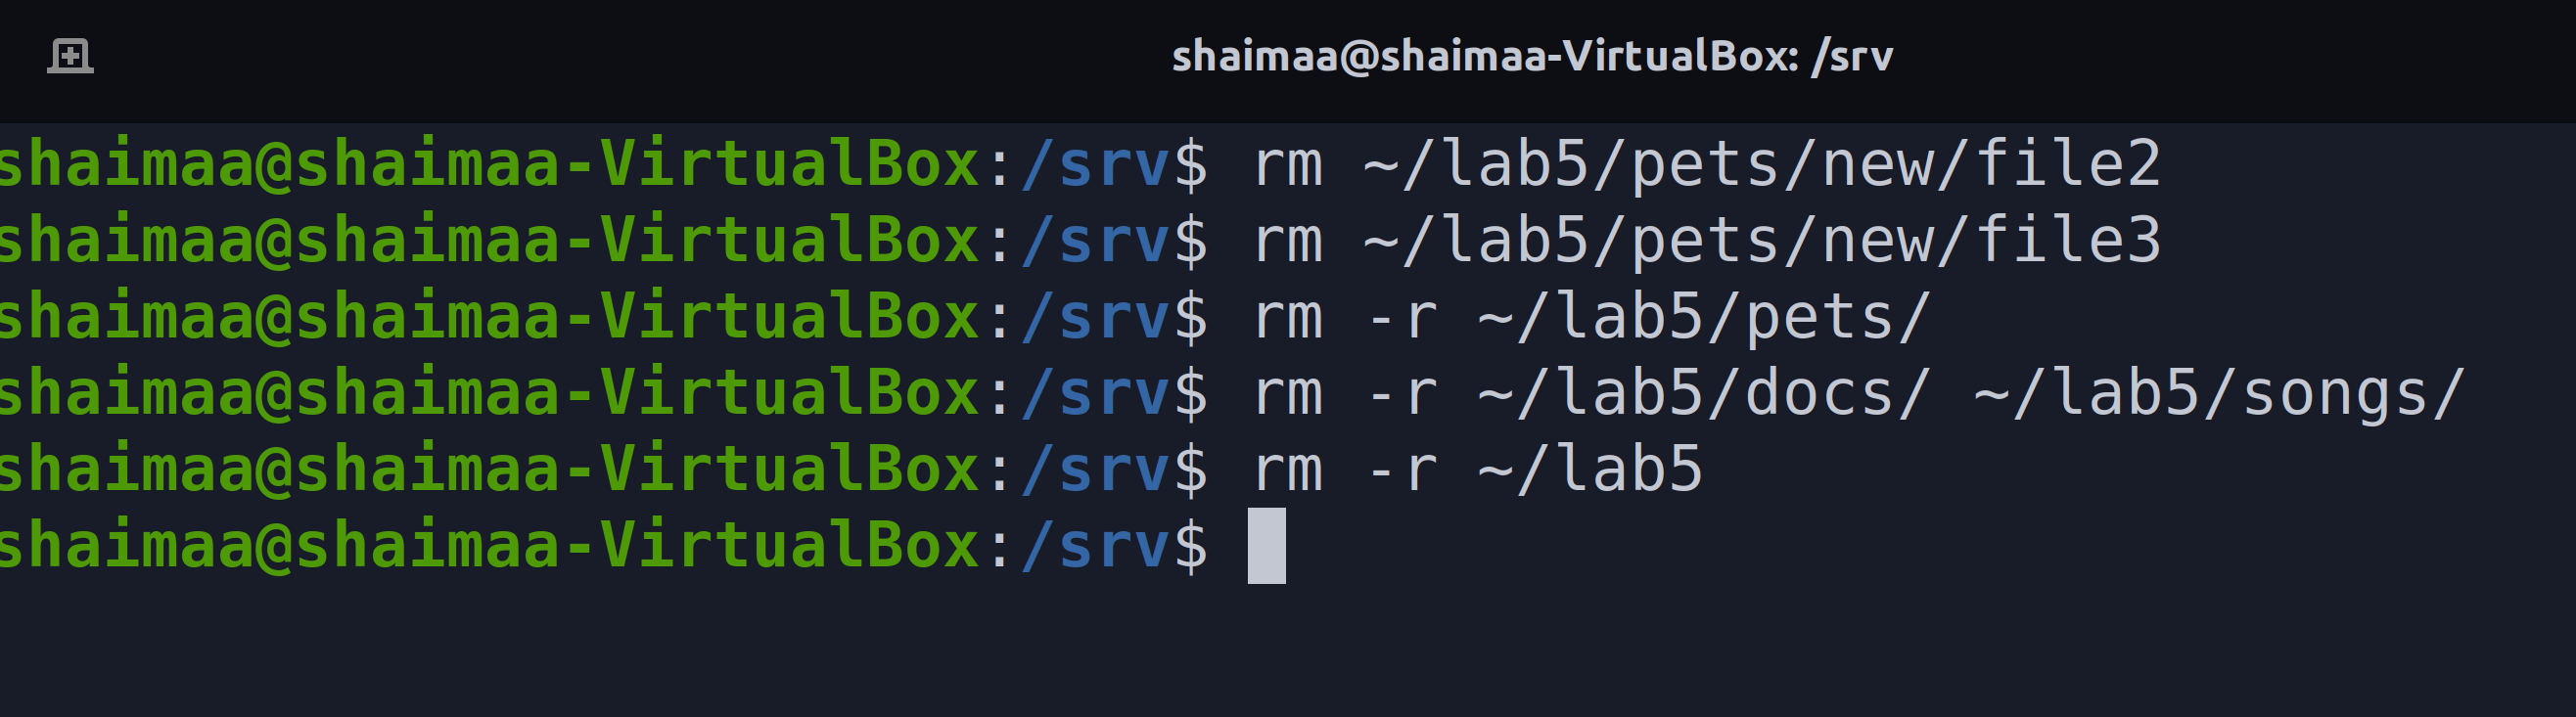 shaimaa@shaimaa-VirtualBox: /srv
shaimaa@shaimaa-VirtualBox:/srv$ rm ~/lab5/pets/new/file2
shaimaa@shaimaa-VirtualBox:/srv$ rm ~/lab5/pets/new/file3
shaimaa@shaimaa-VirtualBox:/srv$ rm -r ~/lab5/pets/
shaimaa@shaimaa-VirtualBox:/srv$ rm -r ~/lab5/docs/ ~/lab5/songs/
shaimaa@shaimaa-VirtualBox:/srv$ rm -r ~/lab5
shaimaa@shaimaa-VirtualBox:/srv$